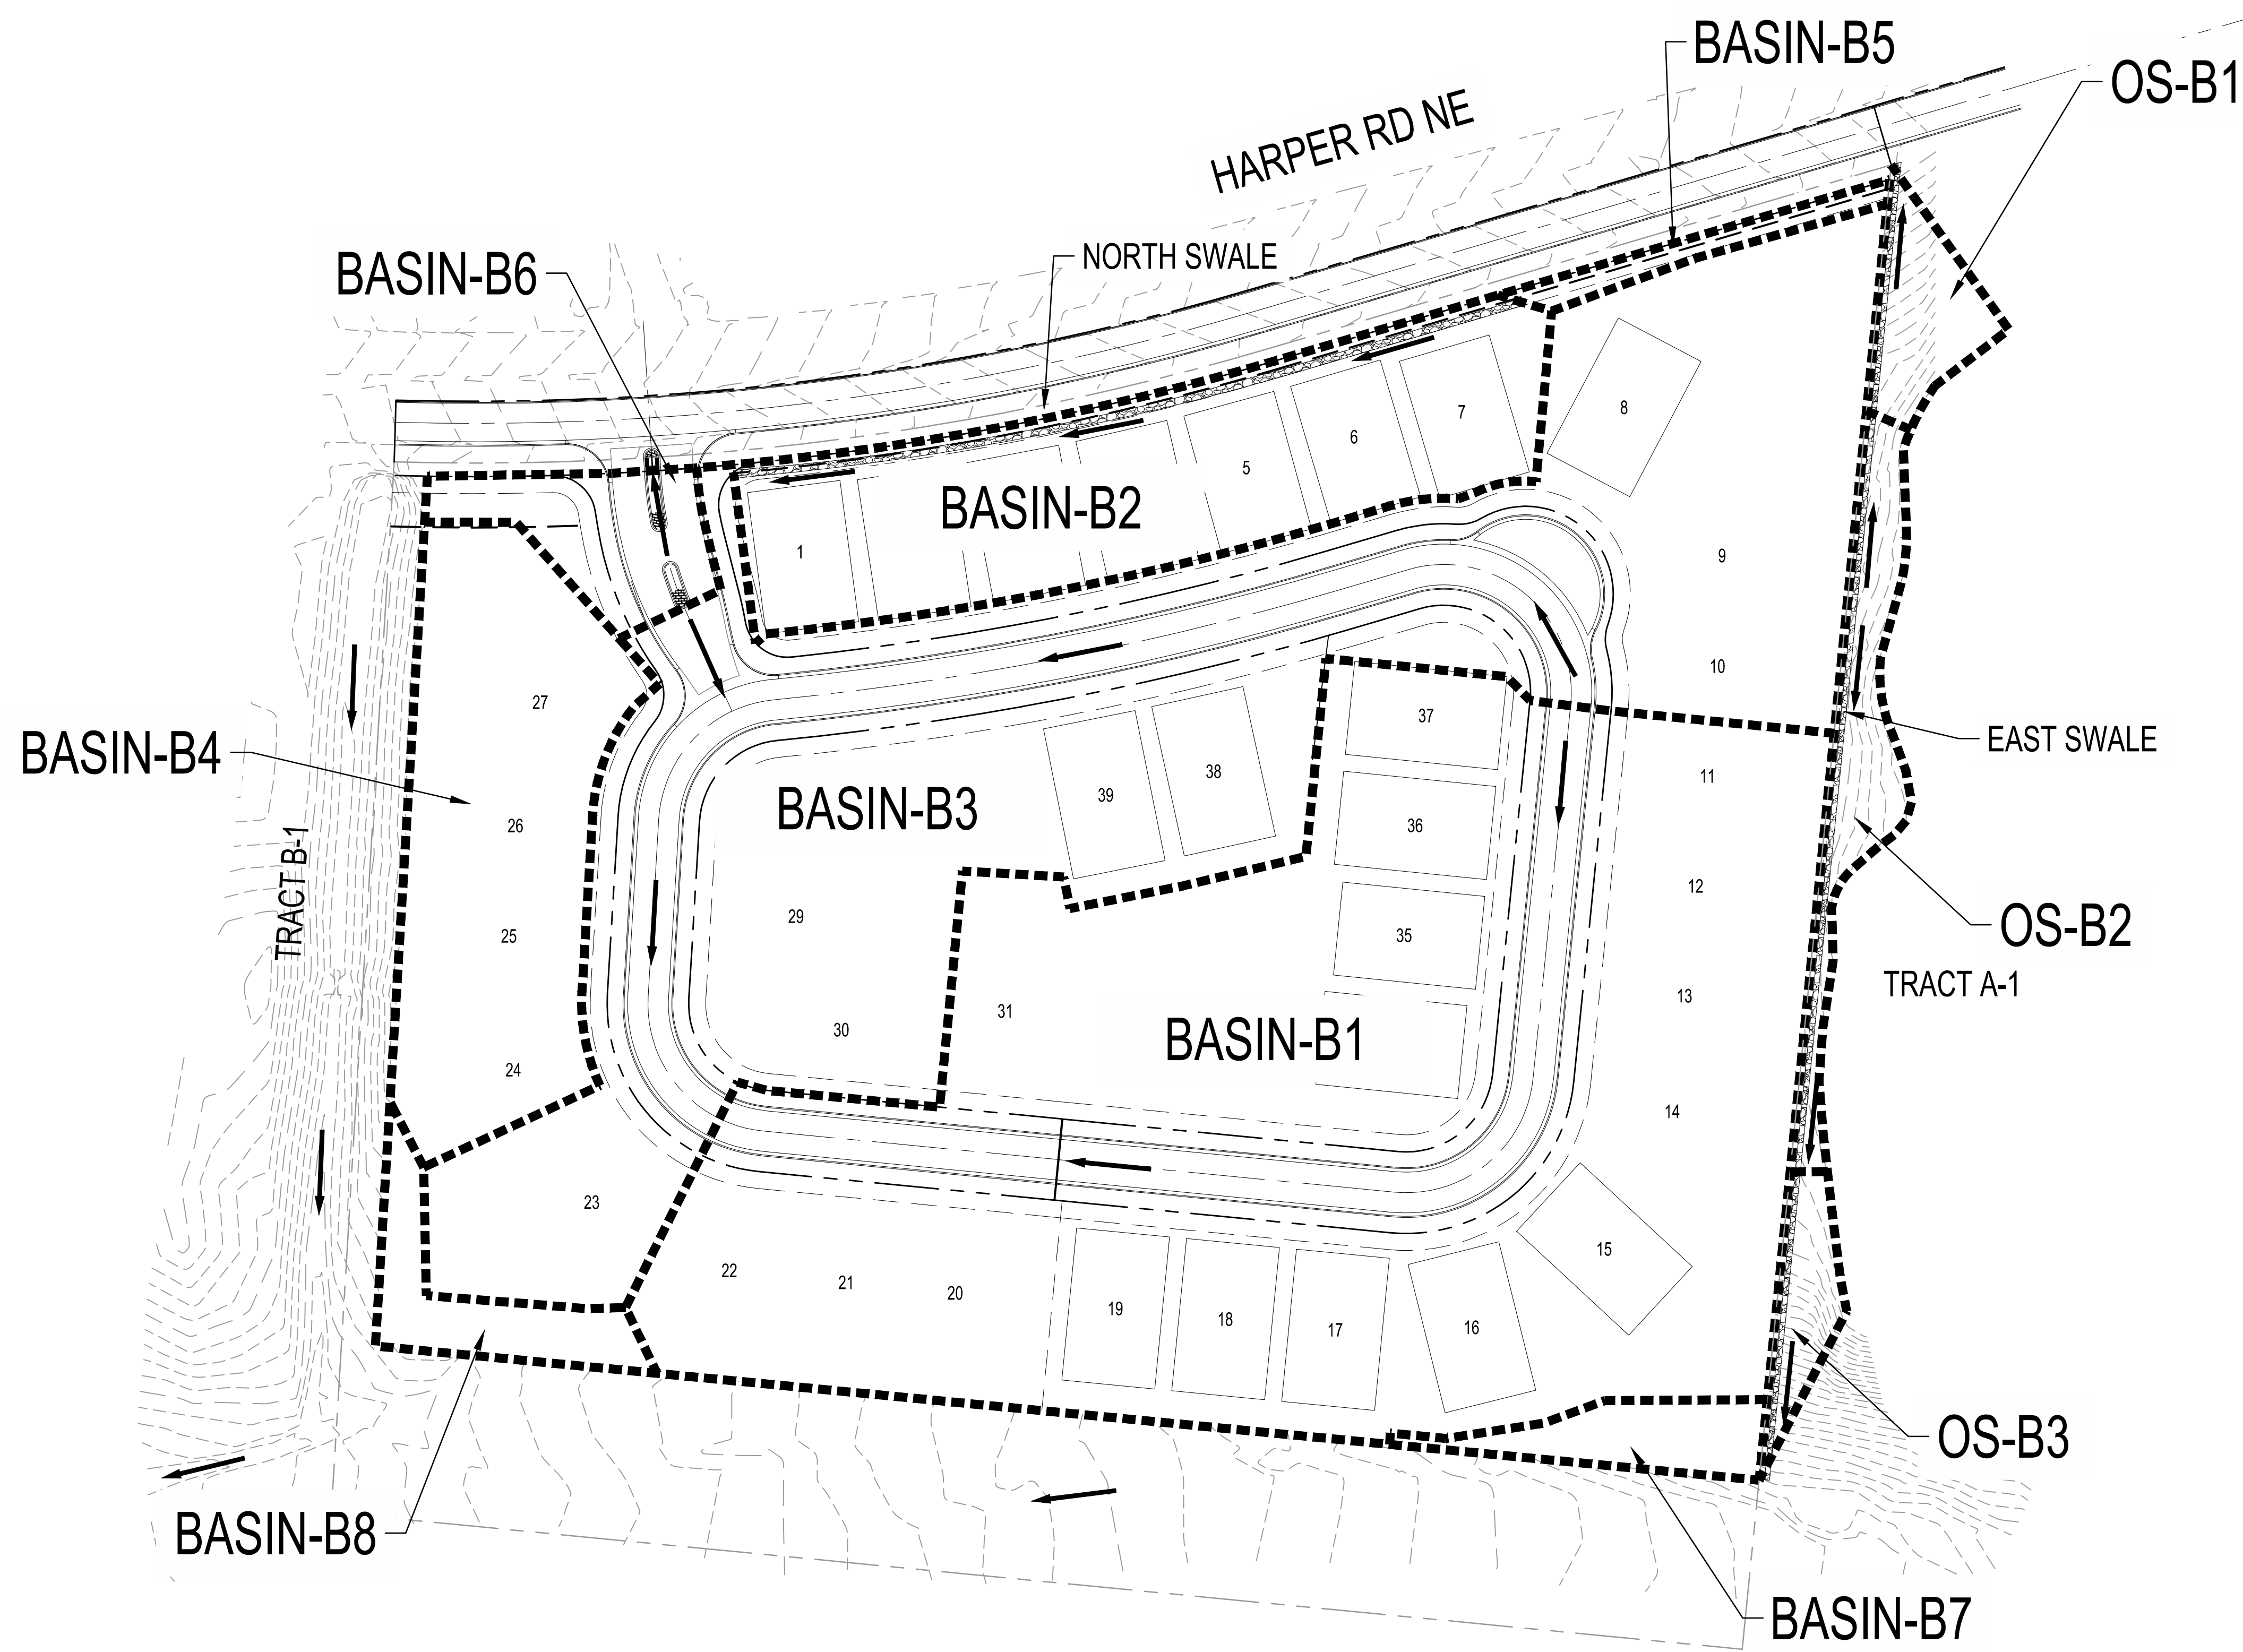 BASIN-B5
OS-B1
HARPER RD NE
NORTH SWALE
BASIN-B6
8
7
6
5
BASIN-B2
1
9
10
27
37
EAST SWALE
BASIN-B4
38
11
39
BASIN-B3
26
36
TRACT B-1
12
29
OS-B2
25
35
TRACT A-1
13
31
30
BASIN-B1
24
14
23
15
22
21
20
19
18
17
16
OS-B3
BASIN-B8
BASIN-B7